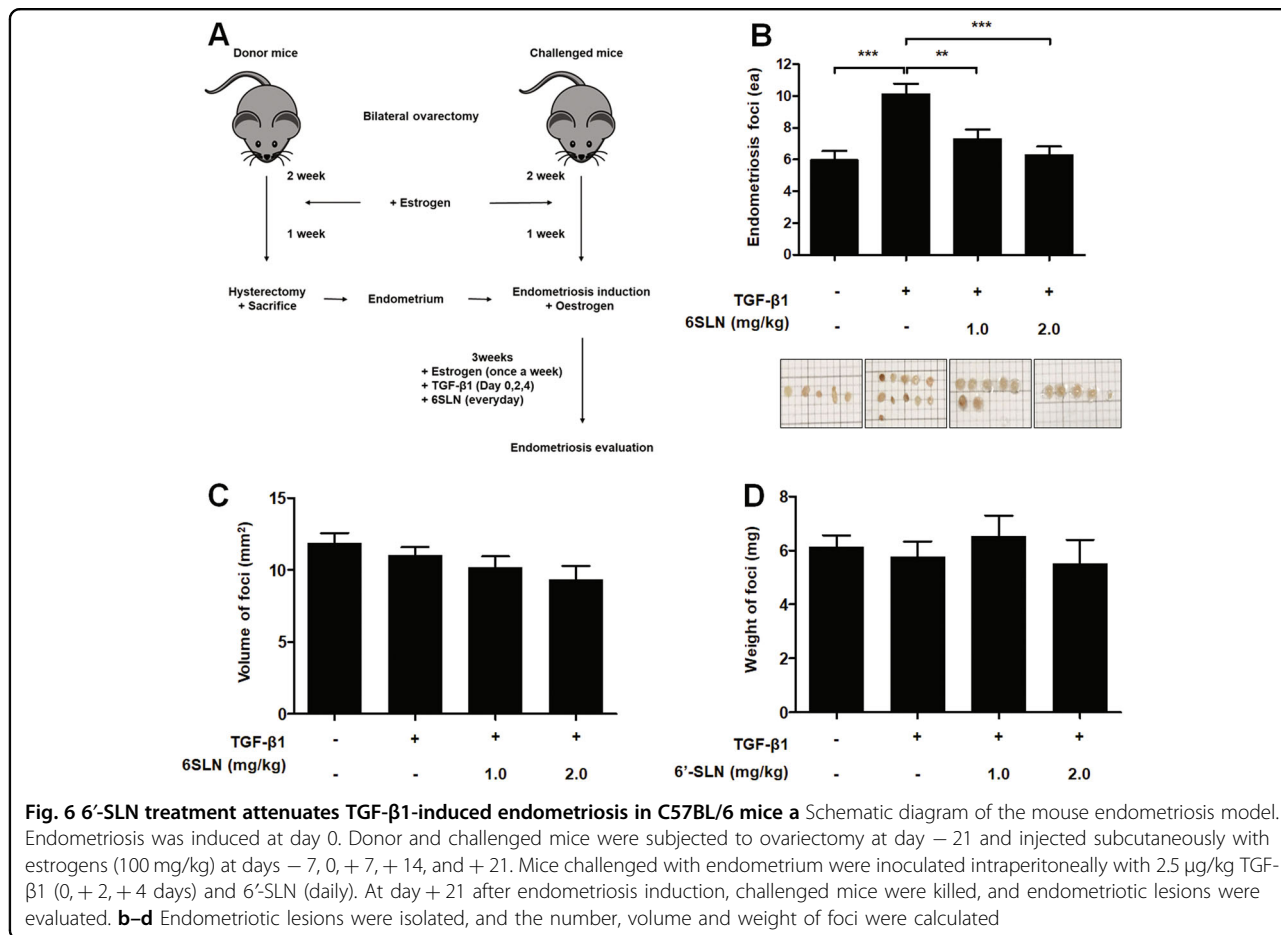 A
Donor mice
Challenged mice
Bilateral ovarectomy
2 week
2 week
+ Estrogen
1 week
1 week
Hysterectomy
+ Sacrifice
Endometrium
Endometriosis induction
+ Oestrogen
3weeks
+ Estrogen (once a week)
+ TGF-β1 (Day 0,2,4)
+ 6SLN (everyday)
Endometriosis evaluation
B
***
***
**
Endometriosis foci (ea)
12
10
8
6
4
2
0
TGF-β1 - + + +
6SLN (mg/kg) - - 1.0 2.0
C
Volume of foci (mm²)
15
10
5
0
TGF-β1 - + + +
6SLN (mg/kg) - - 1.0 2.0
D
Weight of foci (mg)
8
6
4
2
0
TGF-β1 - + + +
6'-SLN (mg/kg) - - 1.0 2.0
Fig. 6 6′-SLN treatment attenuates TGF-β1-induced endometriosis in C57BL/6 mice a Schematic diagram of the mouse endometriosis model.
Endometriosis was induced at day 0. Donor and challenged mice were subjected to ovariectomy at day − 21 and injected subcutaneously with
estrogens (100 mg/kg) at days − 7, 0, + 7, + 14, and + 21. Mice challenged with endometrium were inoculated intraperitoneally with 2.5 μg/kg TGF-
β1 (0, + 2, + 4 days) and 6′-SLN (daily). At day + 21 after endometriosis induction, challenged mice were killed, and endometriotic lesions were
evaluated. b–d Endometriotic lesions were isolated, and the number, volume and weight of foci were calculated